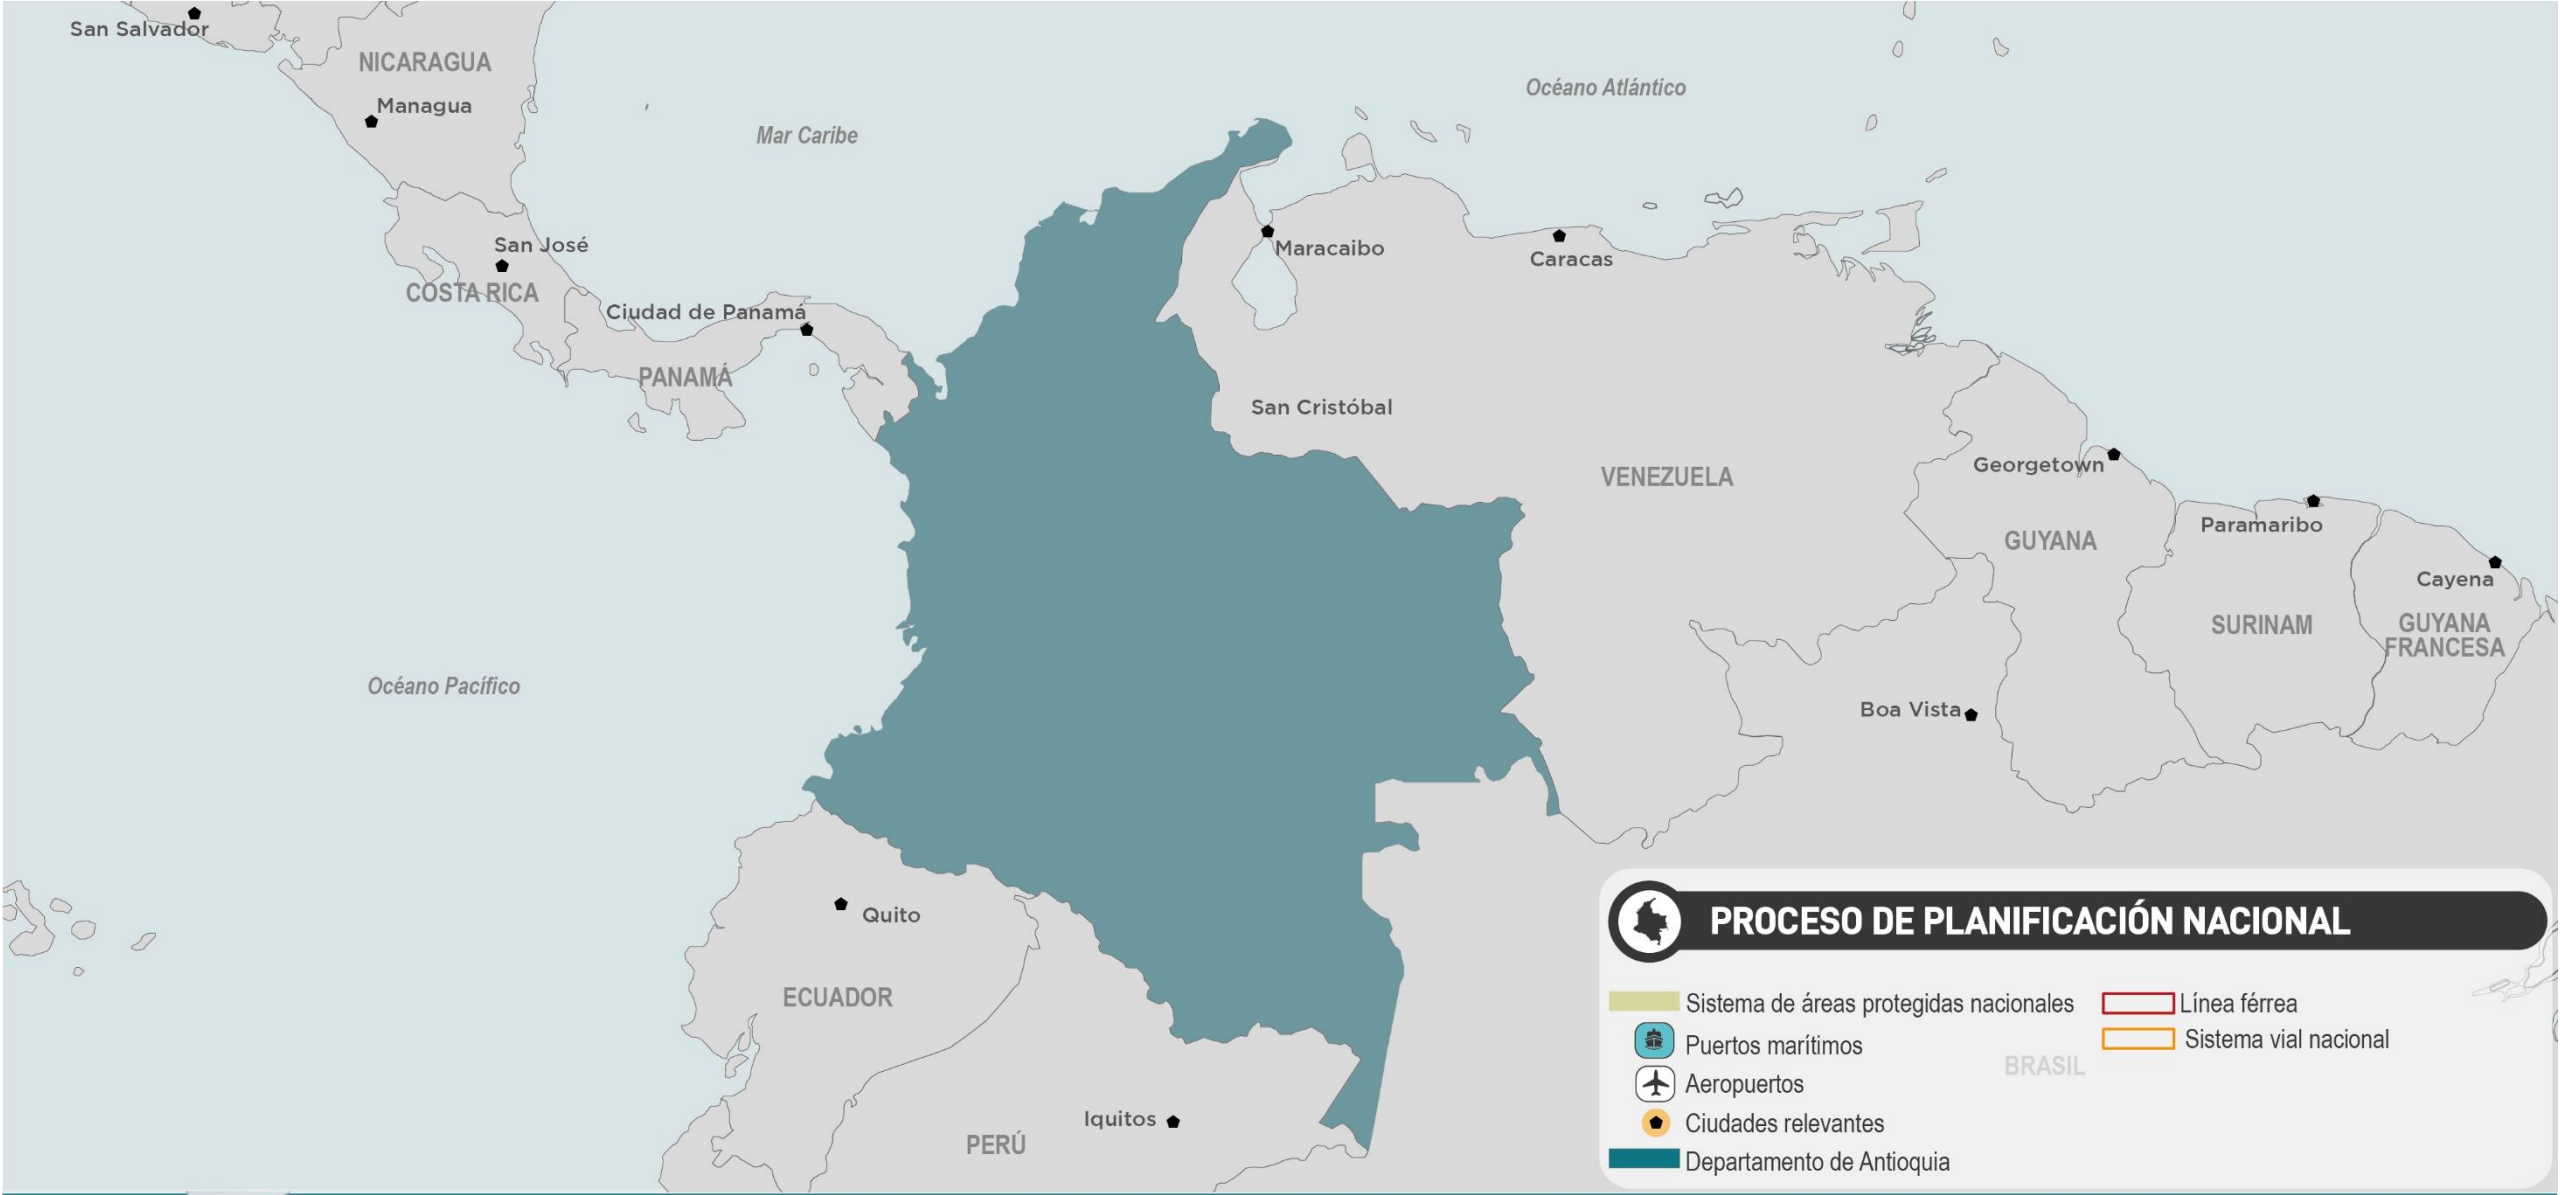 San Salvador
NICARAGUA
Managua
Océano Atlántico
Mar Caribe
San José
COSTA RICA
Maracaibo
Caracas
Ciudad de Panamá
PANAMÁ
San Cristóbal
VENEZUELA
Georgetown
GUYANA
Paramaribo
Cayena
SURINAM
GUYANA
FRANCESA
Océano Pacífico
Boa Vista
Quito
ECUADOR
Iquitos
PERÚ
PROCESO DE PLANIFICACIÓN NACIONAL
Sistema de áreas protegidas nacionales
Puertos marítimos
Aeropuertos
Ciudades relevantes
Departamento de Antioquia
Línea férrea
Sistema vial nacional
BRASIL